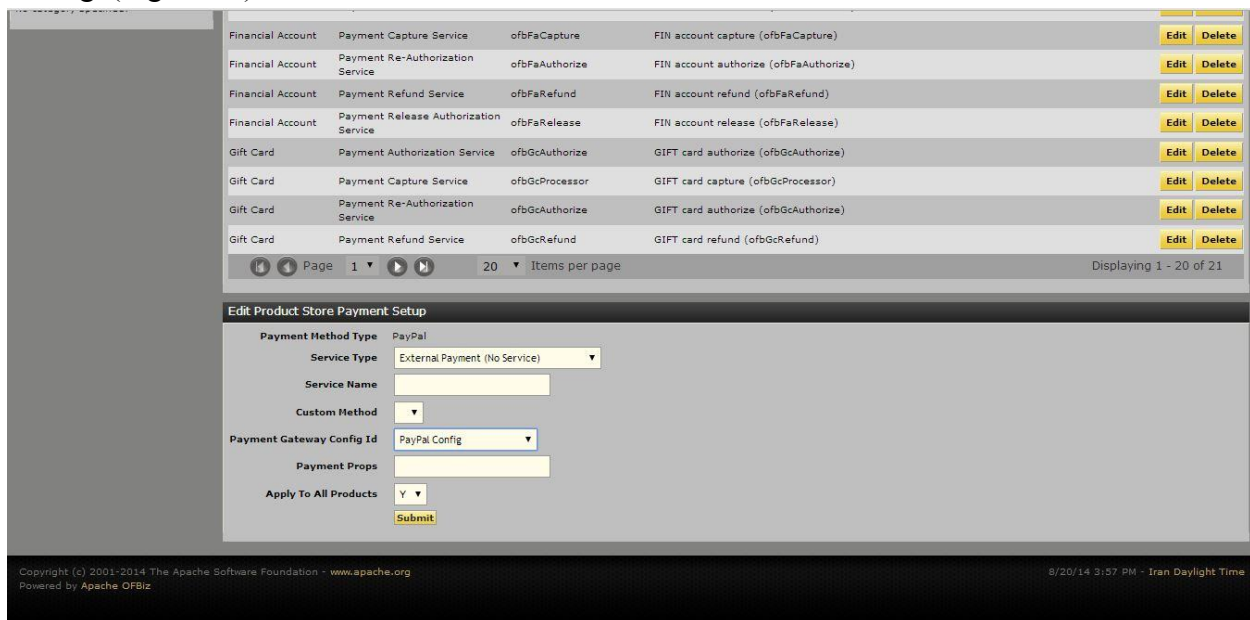 Financial Account Payment Capture Service ofbFaCapture FIN account capture (ofbFaCapture) Edit Delete
Financial Account Payment Re-Authorization Service ofbFaAuthorize FIN account authorize (ofbFaAuthorize) Edit Delete
Financial Account Payment Refund Service ofbFaRefund FIN account refund (ofbFaRefund) Edit Delete
Financial Account Payment Release Authorization Service ofbFaRelease FIN account release (ofbFaRelease) Edit Delete
Gift Card Payment Authorization Service ofbGcAuthorize GIFT card authorize (ofbGcAuthorize) Edit Delete
Gift Card Payment Capture Service ofbGcProcessor GIFT card capture (ofbGcProcessor) Edit Delete
Gift Card Payment Re-Authorization Service ofbGcAuthorize GIFT card authorize (ofbGcAuthorize) Edit Delete
Gift Card Payment Refund Service ofbGcRefund GIFT card refund (ofbGcRefund) Edit Delete
Page 1 20 Items per page Displaying 1 - 20 of 21
Edit Product Store Payment Setup
Payment Method Type PayPal
Service Type External Payment (No Service)
Service Name
Custom Method
Payment Gateway Config Id PayPal Config
Payment Props
Apply To All Products Y
Submit
Copyright (c) 2001-2014 The Apache Software Foundation - www.apache.org 8/20/14 3:57 PM - Iran Daylight Time
Powered by Apache OFBiz